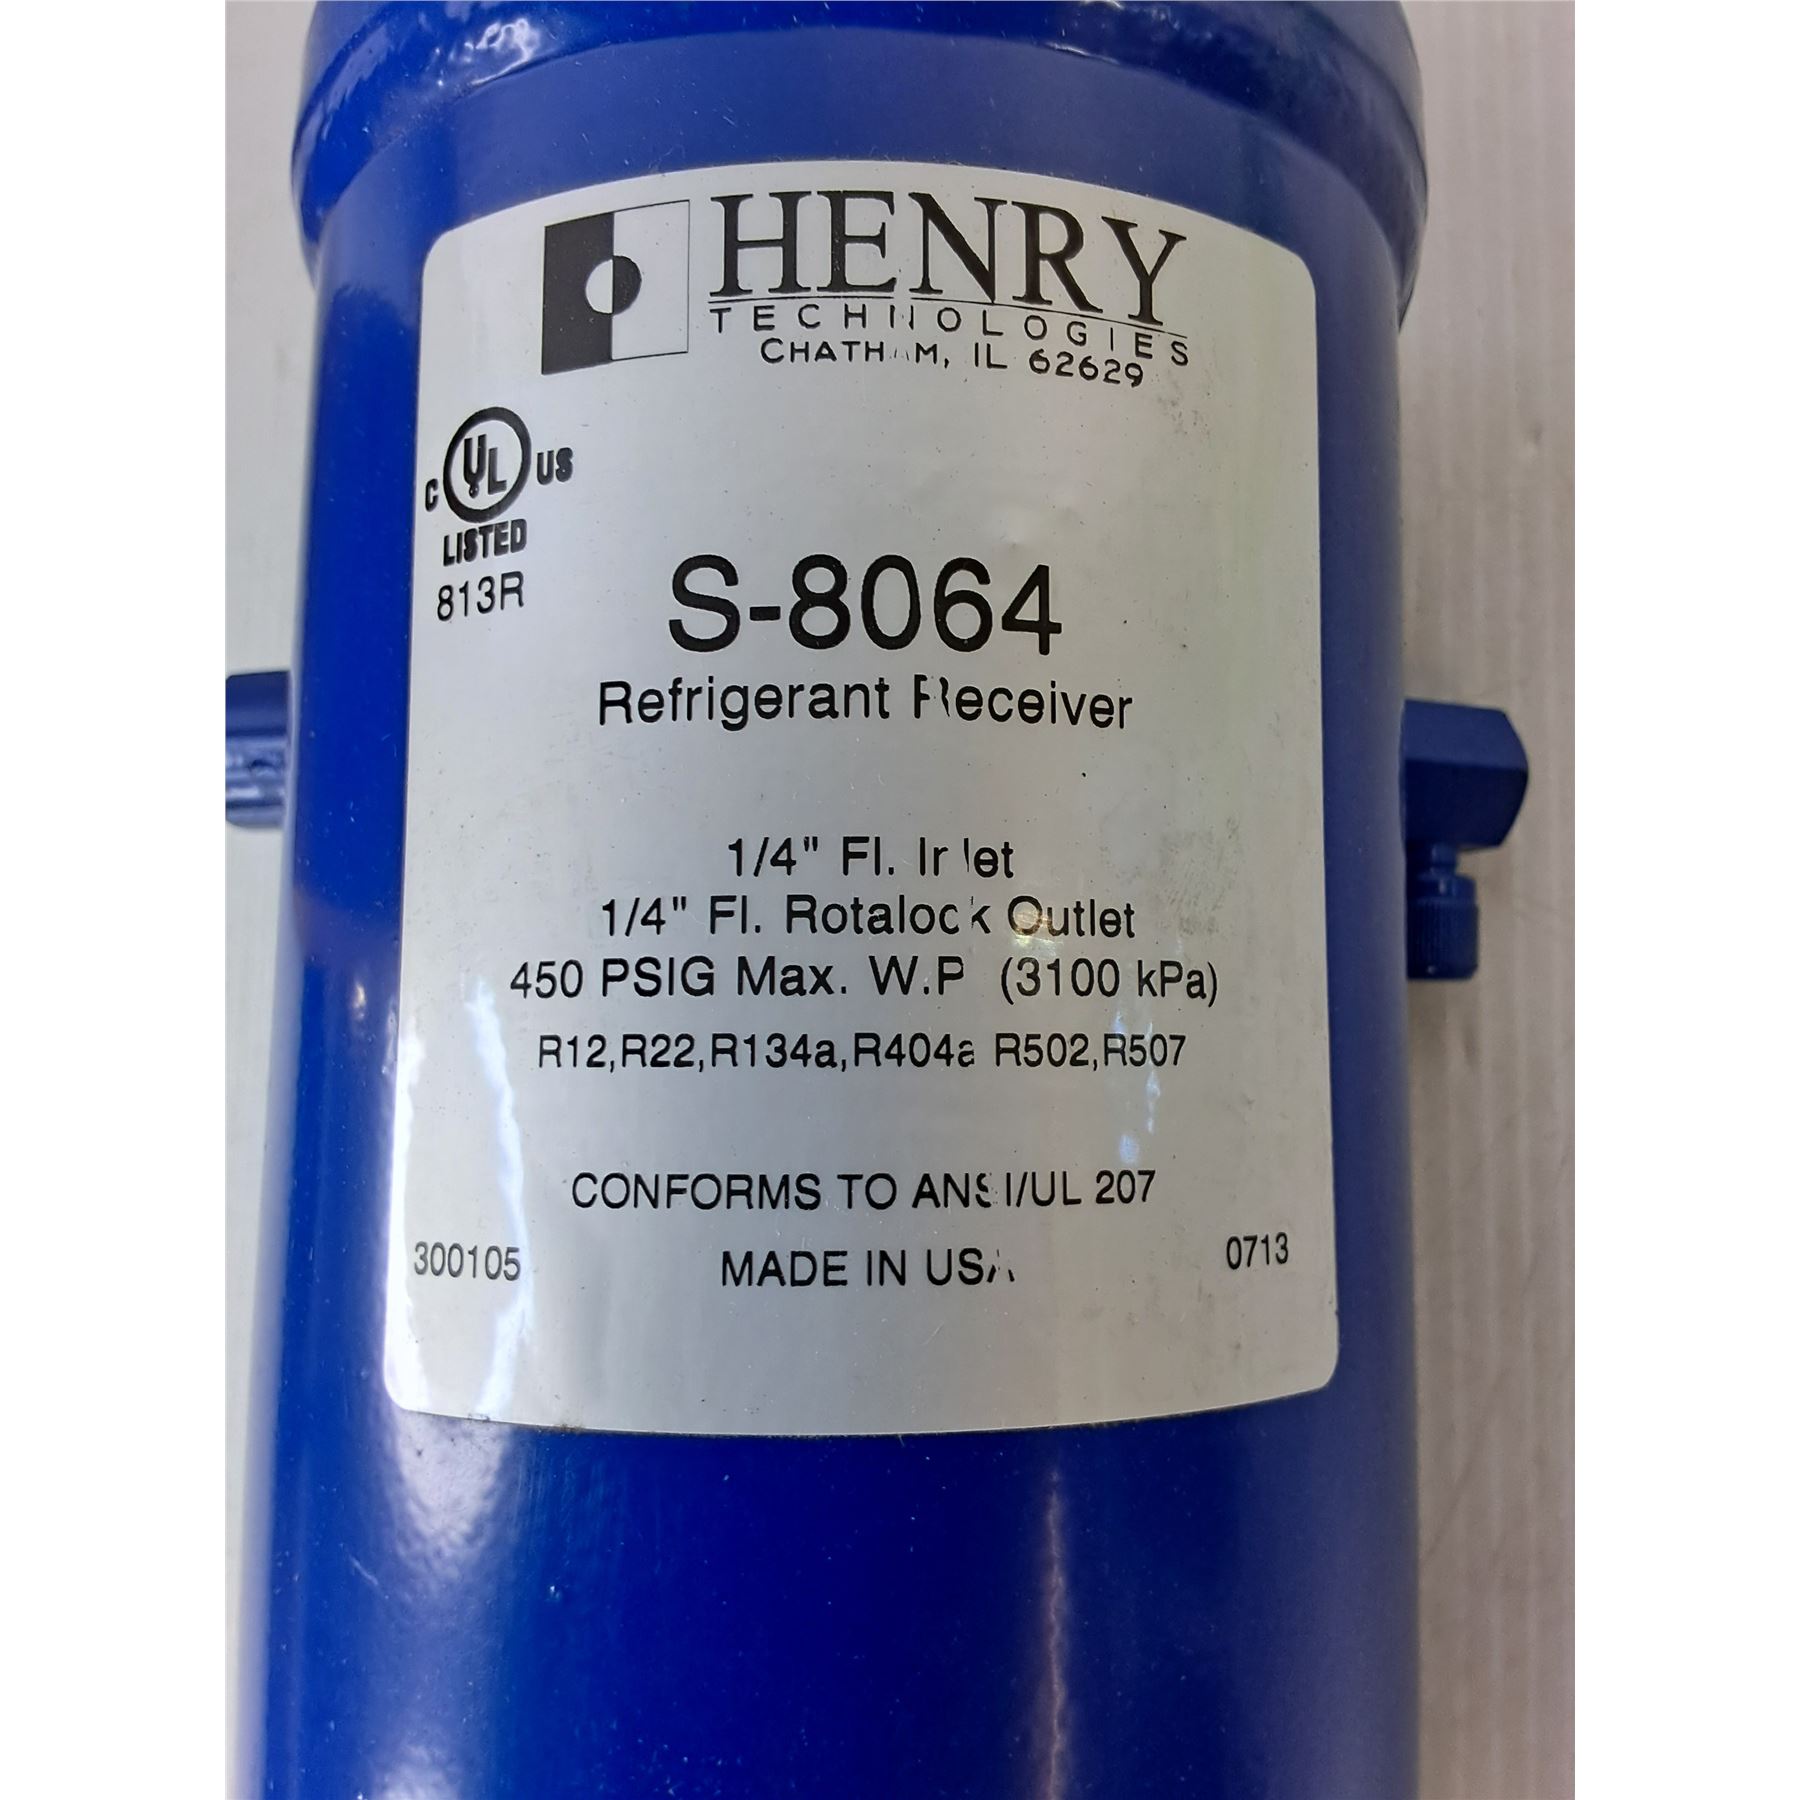 HENRY
TECHNOLOGIES
CHATHAM, IL 62629
C UL US
LISTED
813R
S-8064
Refrigerant Receiver
1/4" Fl. Inlet
1/4" Fl. Rotalock Outlet
450 PSIG Max. W.P. (3100 kPa)
R12,R22,R134a,R404a R502,R507
CONFORMS TO ANSI/UL 207
300105 MADE IN USA 0713